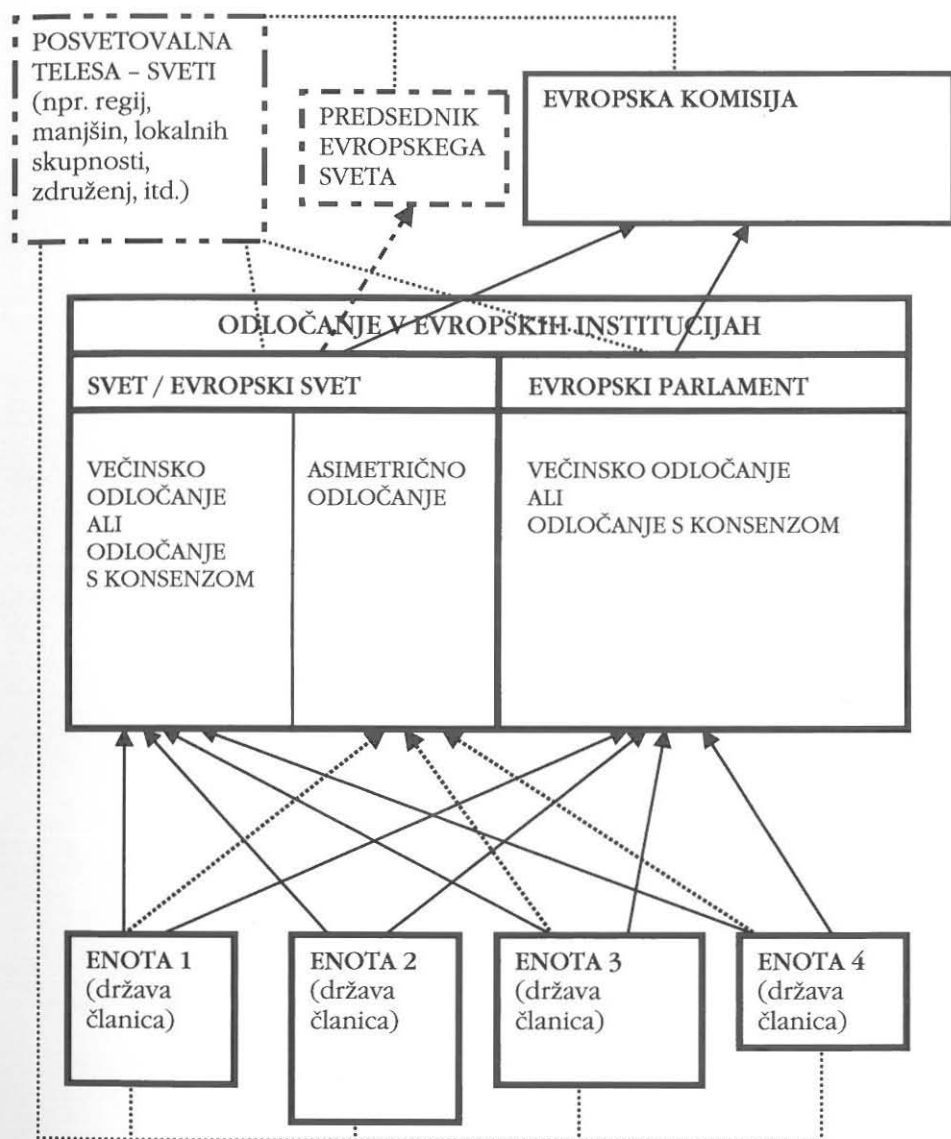 POSVETOVALNA
TELESA – SVETI
(npr. regij,
manjšin, lokalnih
skupnosti,
združenj, itd.)
PREDSEDNIK
EVROPSKEGA
SVETA
EVROPSKA KOMISIJA
ODLOČANJE V EVROPSKIH INSTITUCIJAH
SVET / EVROPSKI SVET
EVROPSKI PARLAMENT
VEČINSKO
ODLOČANJE
ALI
ODLOČANJE
S KONSENZOM
ASIMETRIČNO
ODLOČANJE
VEČINSKO ODLOČANJE
ALI
ODLOČANJE S KONSENZOM
ENOTA 1
(država
članica)
ENOTA 2
(država
članica)
ENOTA 3
(država
članica)
ENOTA 4
(država
članica)